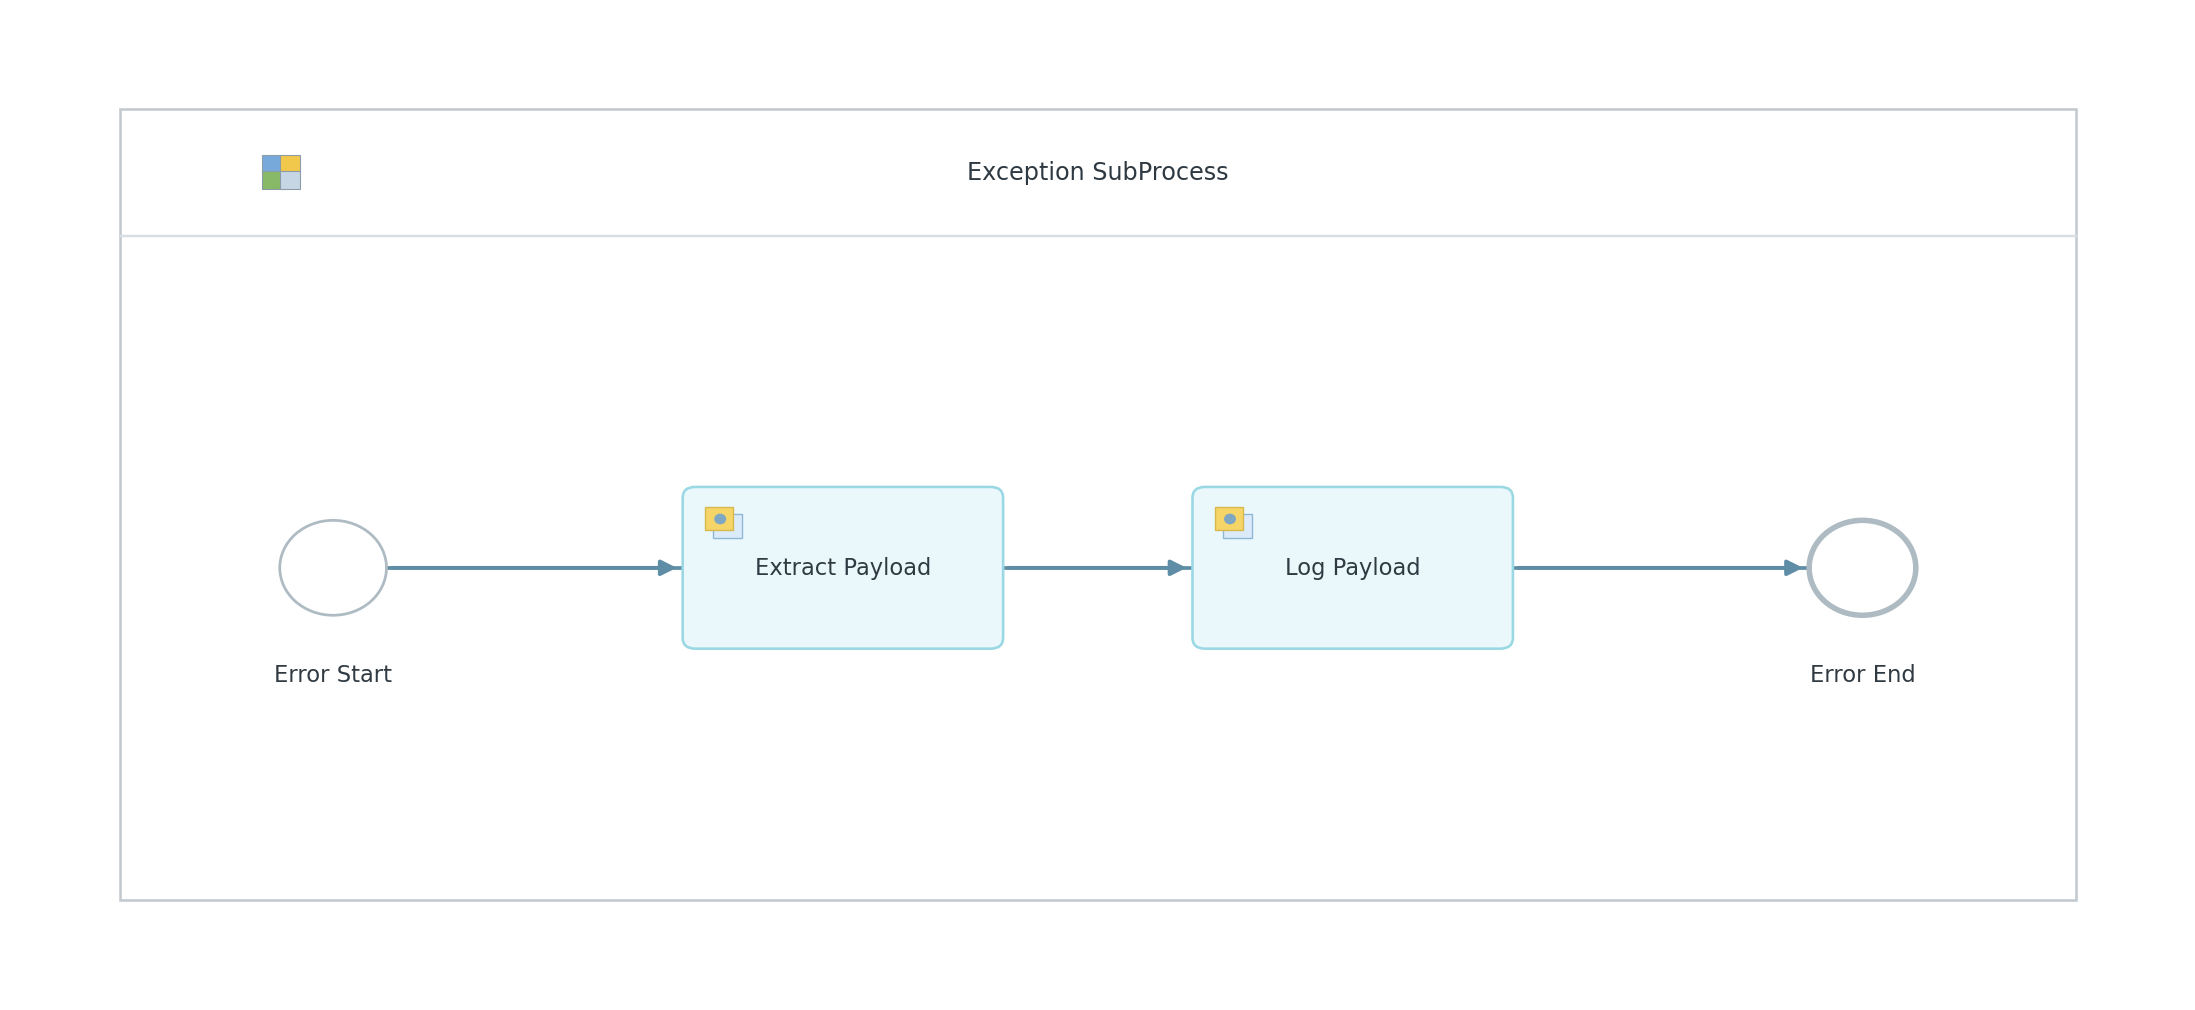 Exception SubProcess
Extract Payload
Log Payload
Error Start
Error End